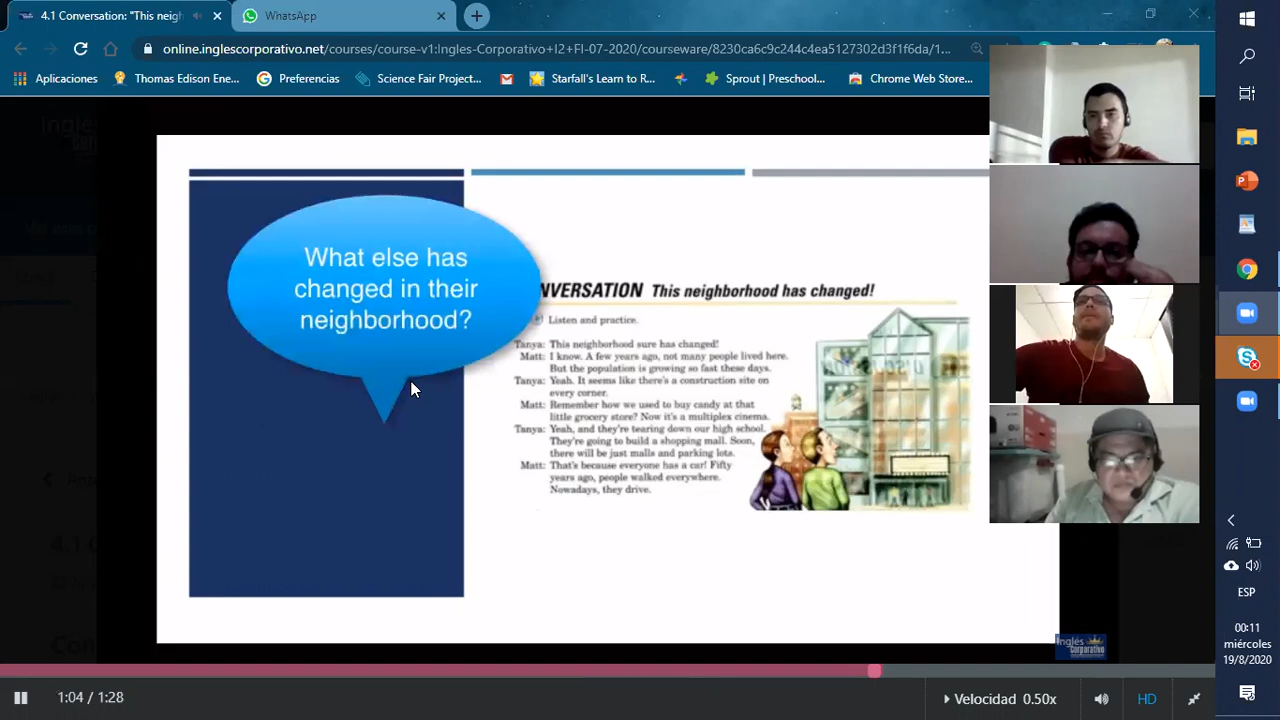 4.1 Conversation: "This neigh
WhatsApp
online.inglescorporativo.net/courses/course-v1:Ingles-Corporativo+I2+FI-07-2020/courseware/8230ca6c9c244c4ea5127302d3f1f6da/1...
Aplicaciones
Thomas Edison Ene...
Preferencias
Science Fair Project...
Starfall's Learn to R...
Sprout | Preschool...
Chrome Web Store...
What else has
changed in their
neighborhood?
NVERSATION This neighborhood has changed!
Listen and practice.
Tanya: This neighborhood sure has changed!
Matt: I know. A few years ago, not many people lived here.
But the population is growing so fast these days.
Tanya: Yeah. It seems like there's a construction site on
every corner.
Matt: Remember how we used to buy candy at that
little grocery store? Now it's a multiplex cinema.
Tanya: Yeah, and they're tearing down our high school.
They're going to build a shopping mall. Soon,
there will be just malls and parking lots.
Matt: That's because everyone has a car! Fifty
years ago, people walked everywhere.
Nowadays, they drive.
Inglés
Corporativo
1:04 / 1:28
Velocidad 0.50x
HD
ESP
00:11
miércoles
19/8/2020